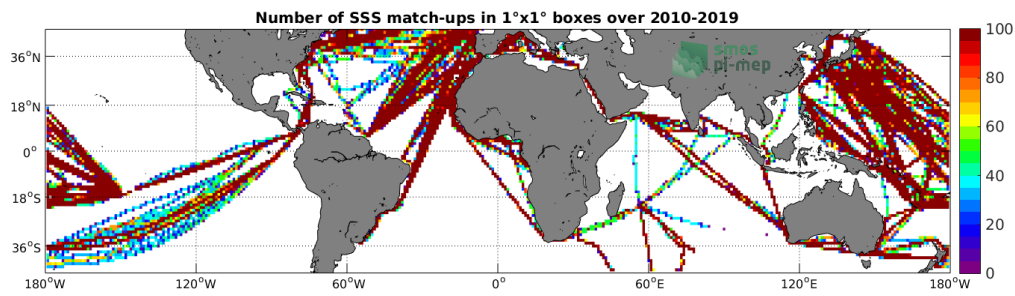 Number of SSS match-ups in 1°x1° boxes over 2010-2019
smos
pi-mep
36°N
18°N
0°
18°S
36°S
180°W
120°W
60°W
0°
60°E
120°E
180°W
100
80
60
40
20
0